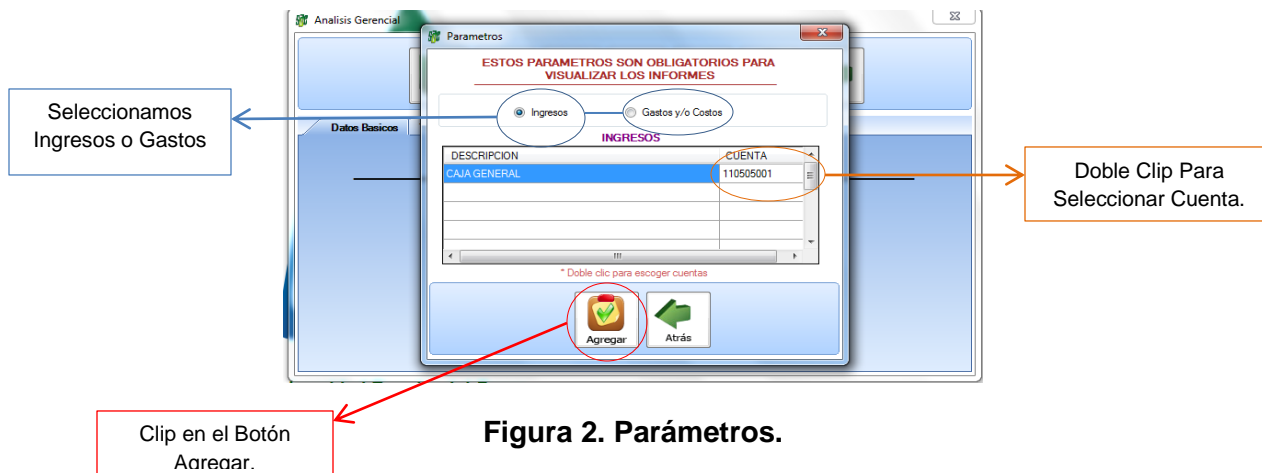 Analisis Gerencial
Parametros
ESTOS PARAMETROS SON OBLIGATORIOS PARA
VISUALIZAR LOS INFORMES
Seleccionamos
Ingresos o Gastos
Ingresos
Gastos y/o Costos
Datos Basicos
INGRESOS
DESCRIPCION CUENTA
CAJA GENERAL 110505001
Doble Clip Para
Seleccionar Cuenta.
* Doble clic para escoger cuentas
Agregar
Atrás
Clip en el Botón
Agregar.
Figura 2. Parámetros.